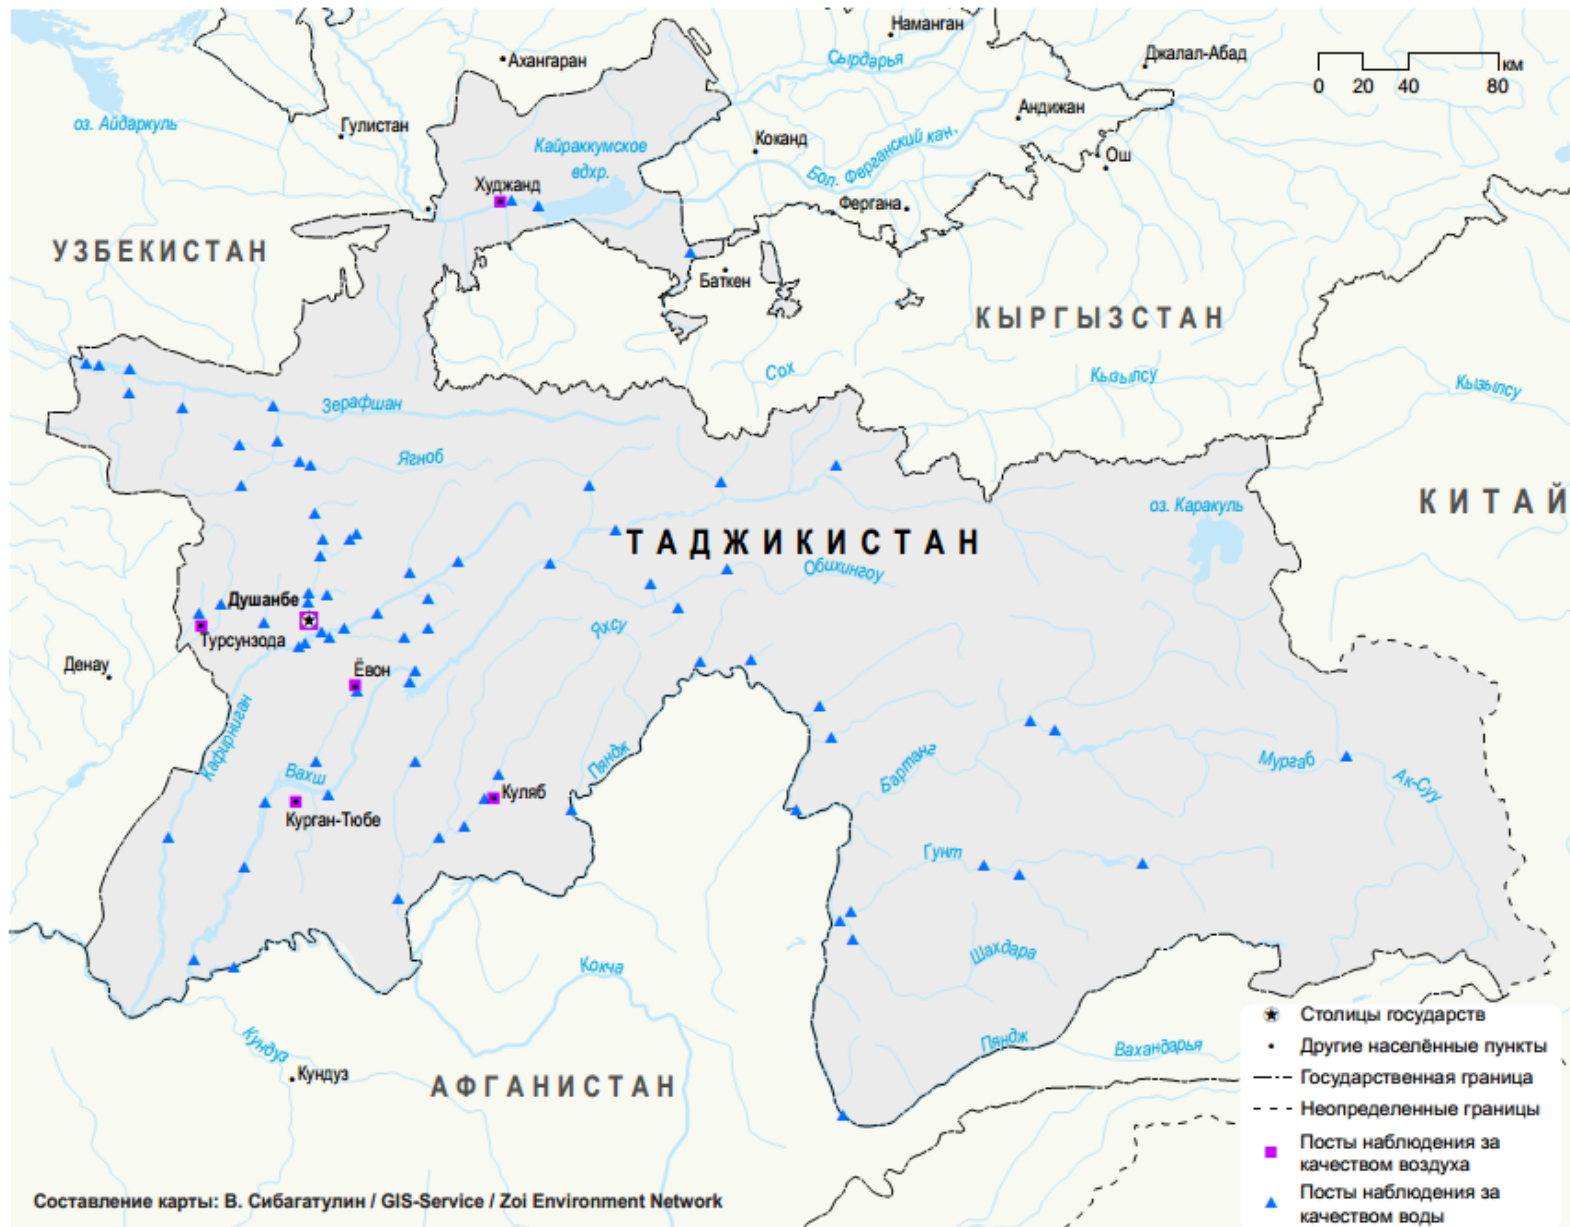 Наманган
Ахангаран
Сырдарья
Джалал-Абад
км
0 20 40 80
оз. Айдаркуль
Гулистан
Андижан
Коканд
Бол. Ферганский кан.
Кайраккумское
вдхр.
Ош
Худжанд
Фергана
УЗБЕКИСТАН
Баткен
КЫРГЫЗСТАН
Сох
Кызылсу
Кызылсу
Зерафшан
Ягноб
КИТАЙ
оз. Каракуль
ТАДЖИКИСТАН
Обихингоу
Душанбе
Турсунзода
Яхсу
Денау
Ёвон
Кафирниган
Пяндж
Бартанг
Мургаб
Ак-Суу
Вахш
Куляб
Курган-Тюбе
Гунт
Шахдара
Кокча
Кундуз
Пяндж
Вахандарья
Кундуз
АФГАНИСТАН
Столицы государств
Другие населённые пункты
Государственная граница
Неопределенные границы
Посты наблюдения за
качеством воздуха
Посты наблюдения за
качеством воды
Составление карты: В. Сибагатулин / GIS-Service / Zoi Environment Network